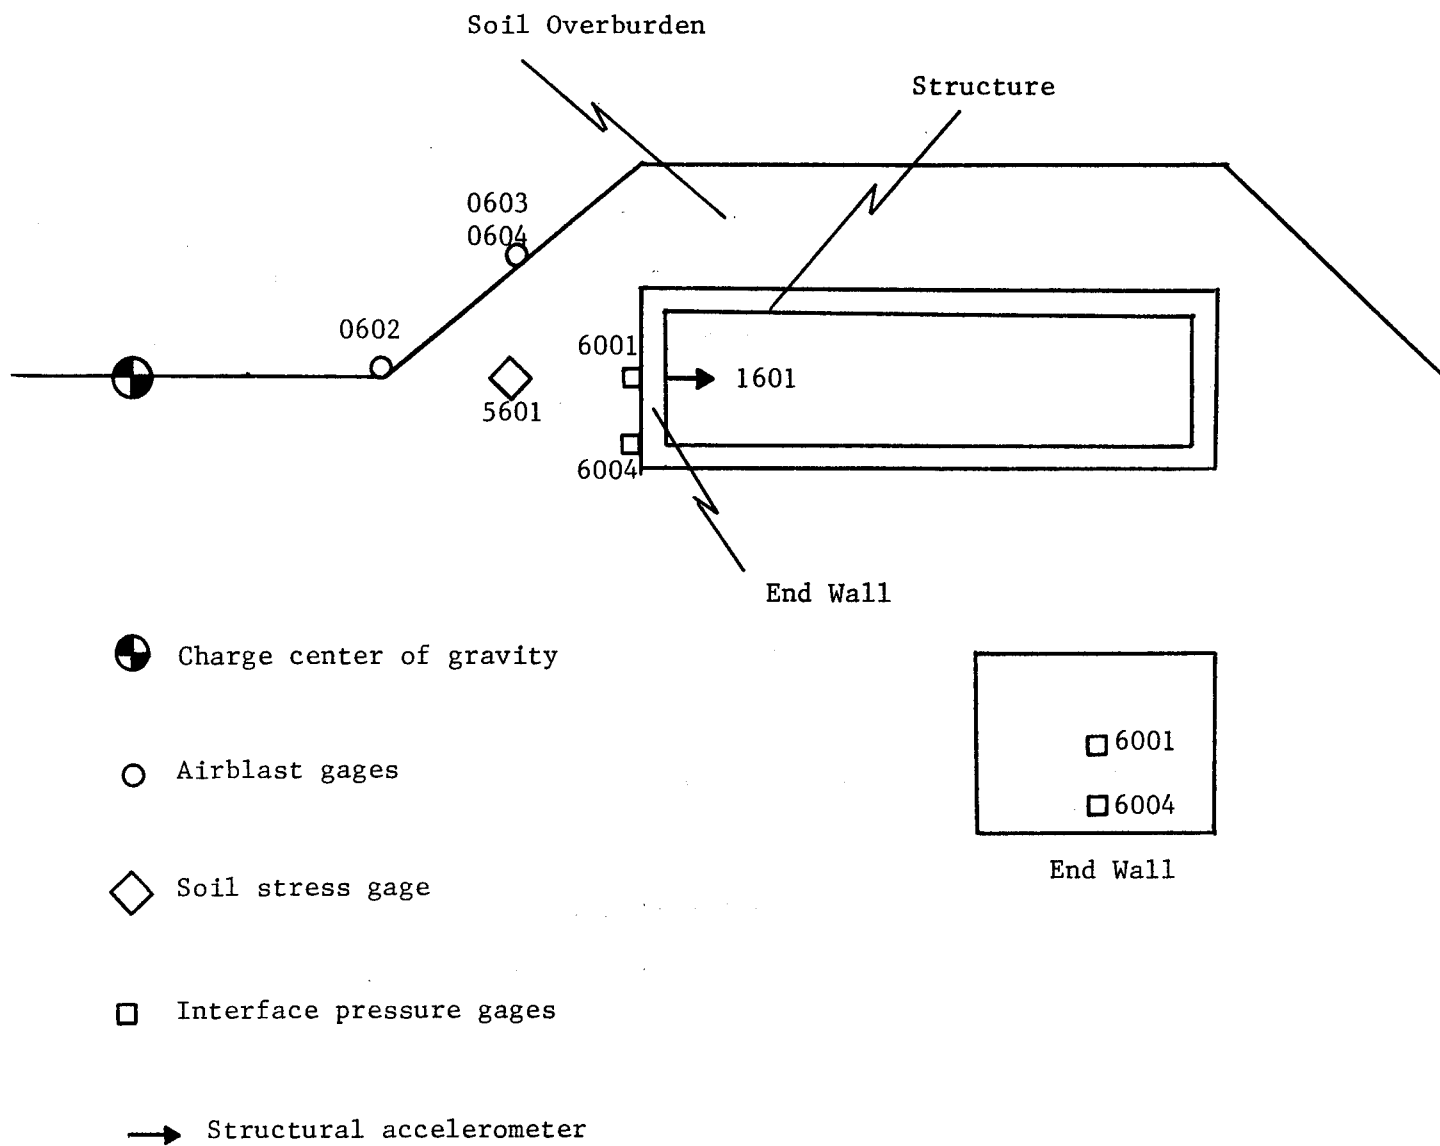 Soil Overburden
Structure
0603
0604
0602
6001
1601
5601
6004
End Wall
Charge center of gravity
Airblast gages
6001
6004
End Wall
Soil stress gage
Interface pressure gages
Structural accelerometer